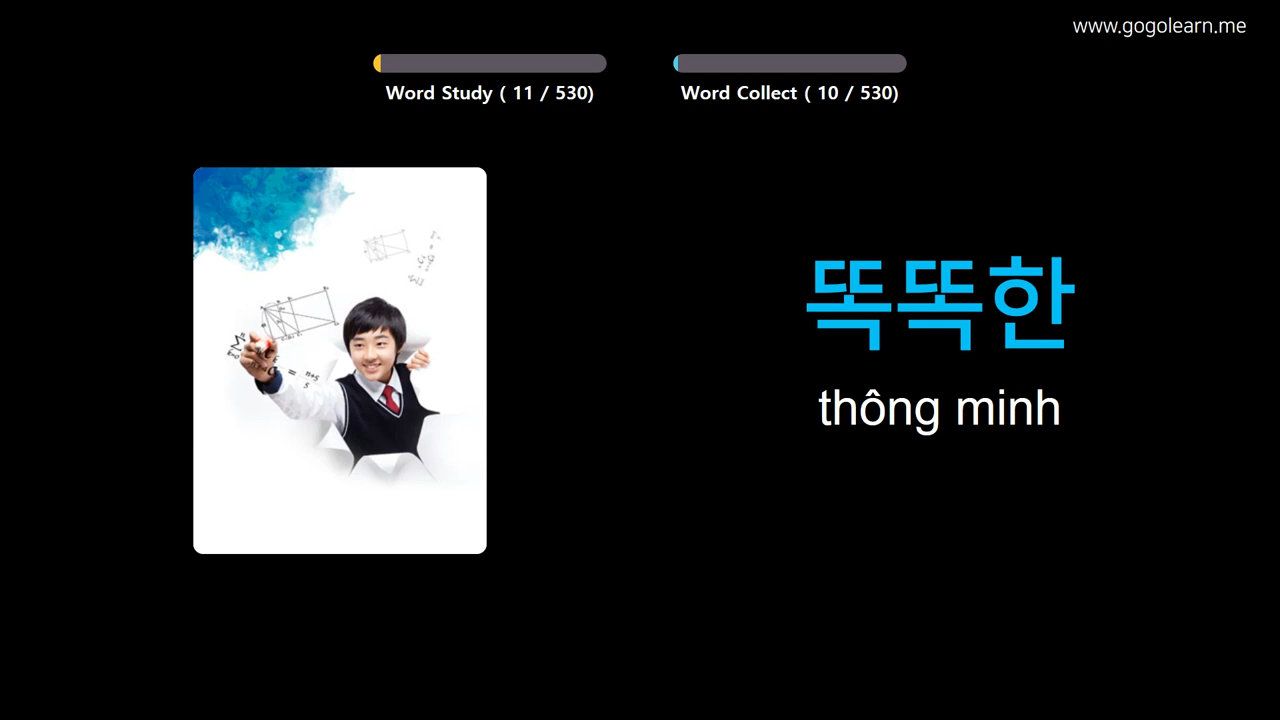 www.gogolearn.me
Word Study ( 11 / 530)
Word Collect ( 10 / 530)
똑똑한
thông minh